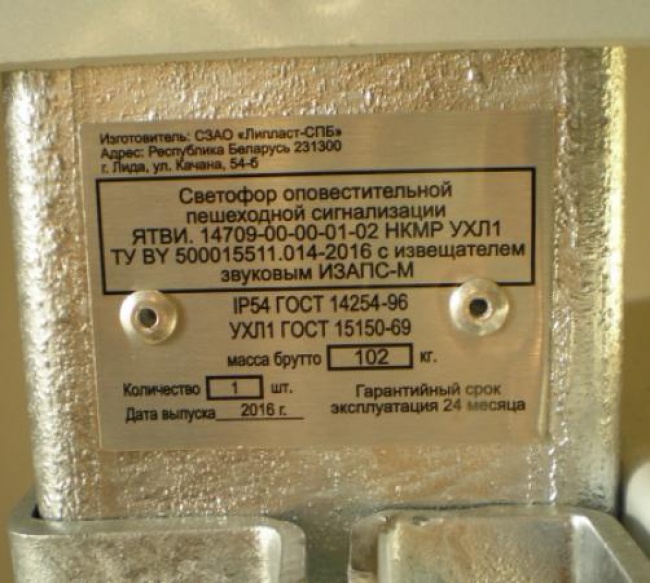 Изготовитель: СЗАО «Липласт-СПБ»
Адрес: Республика Беларусь 231300
г. Лида, ул. Качана, 54-б
Светофор оповестительной
пешеходной сигнализации
ЯТВИ. 14709-00-00-01-02 НКМР УХЛ1
ТУ BY 500015511.014-2016 с извещателем
звуковым ИЗАПС-М
IP54 ГОСТ 14254-96
УХЛ1 ГОСТ 15150-69
масса брутто 102 кг.
Количество 1 шт.
Дата выпуска 2016 г.
Гарантийный срок
эксплуатация 24 месяца